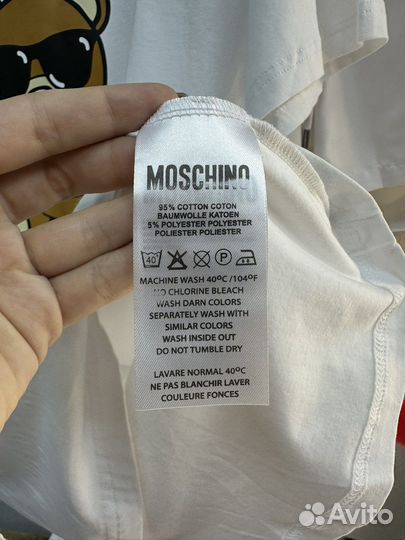 MOSCHINO
95% COTTON COTON
BAUMWOLLE KATOEN
5% POLYESTER POLYESTER
POLIESTER POLIESTER
40° P
MACHINE WASH 40ºC /104ºF
NO CHLORINE BLEACH
WASH DARN COLORS
SEPARATELY WASH WITH
SIMILAR COLORS
WASH INSIDE OUT
DO NOT TUMBLE DRY
LAVARE NORMAL 40ºC
NE PAS BLANCHIR LAVER
COULEURE FONCES
Avito